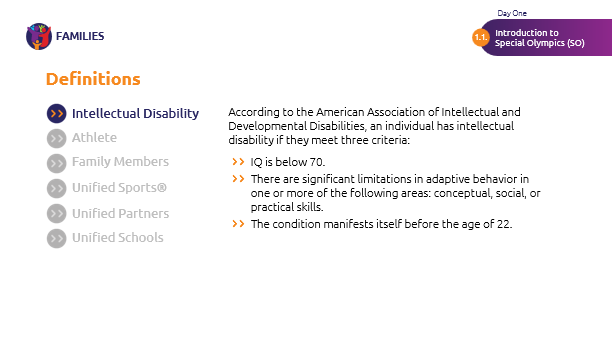 Day One
FAMILIES
1.1.
Introduction to
Special Olympics (SO)
Definitions
Intellectual Disability
Athlete
Family Members
Unified Sports®
Unified Partners
Unified Schools
According to the American Association of Intellectual and
Developmental Disabilities, an individual has intellectual
disability if they meet three criteria:
IQ is below 70.
There are significant limitations in adaptive behavior in
one or more of the following areas: conceptual, social, or
practical skills.
The condition manifests itself before the age of 22.